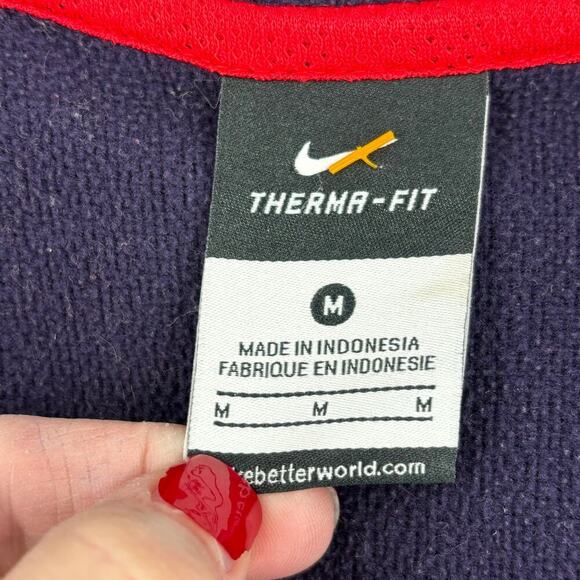 THERMA-FIT
M
MADE IN INDONESIA
FABRIQUE EN INDONESIE
M M M
ebetterworld.com